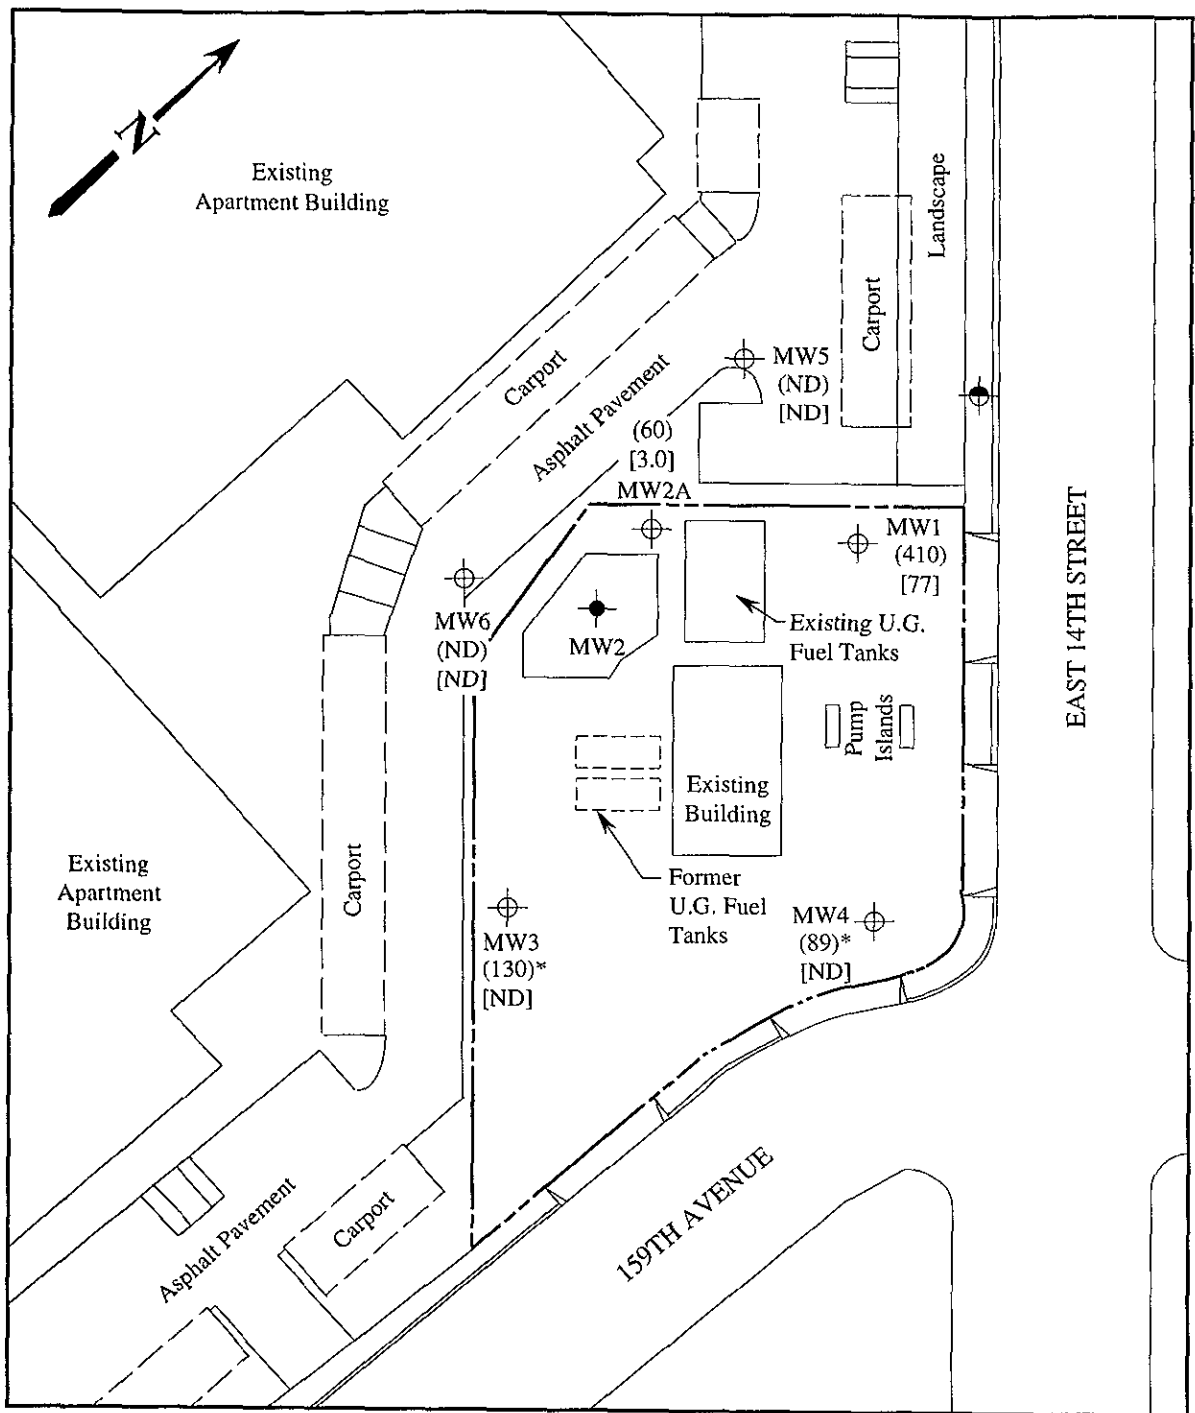 N
Existing
Apartment Building
Landscape
Carport
Carport
Asphalt Pavement
MW5
(ND)
[ND]
(60)
[3.0]
MW2A
MW1
(410)
[77]
EAST 14TH STREET
MW6
(ND)
[ND]
MW2
Existing U.G.
Fuel Tanks
Pump
Islands
Existing
Building
Existing
Apartment
Building
Carport
Former
U.G. Fuel
Tanks
MW3
(130)*
[ND]
MW4
(89)*
[ND]
Asphalt Pavement
Carport
159TH AVENUE